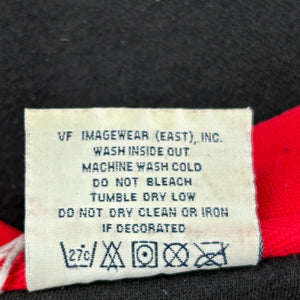 VF IMAGEWEAR (EAST), INC.
WASH INSIDE OUT
MACHINE WASH COLD
DO NOT BLEACH
TUMBLE DRY LOW
DO NOT DRY CLEAN OR IRON
IF DECORATED
27c